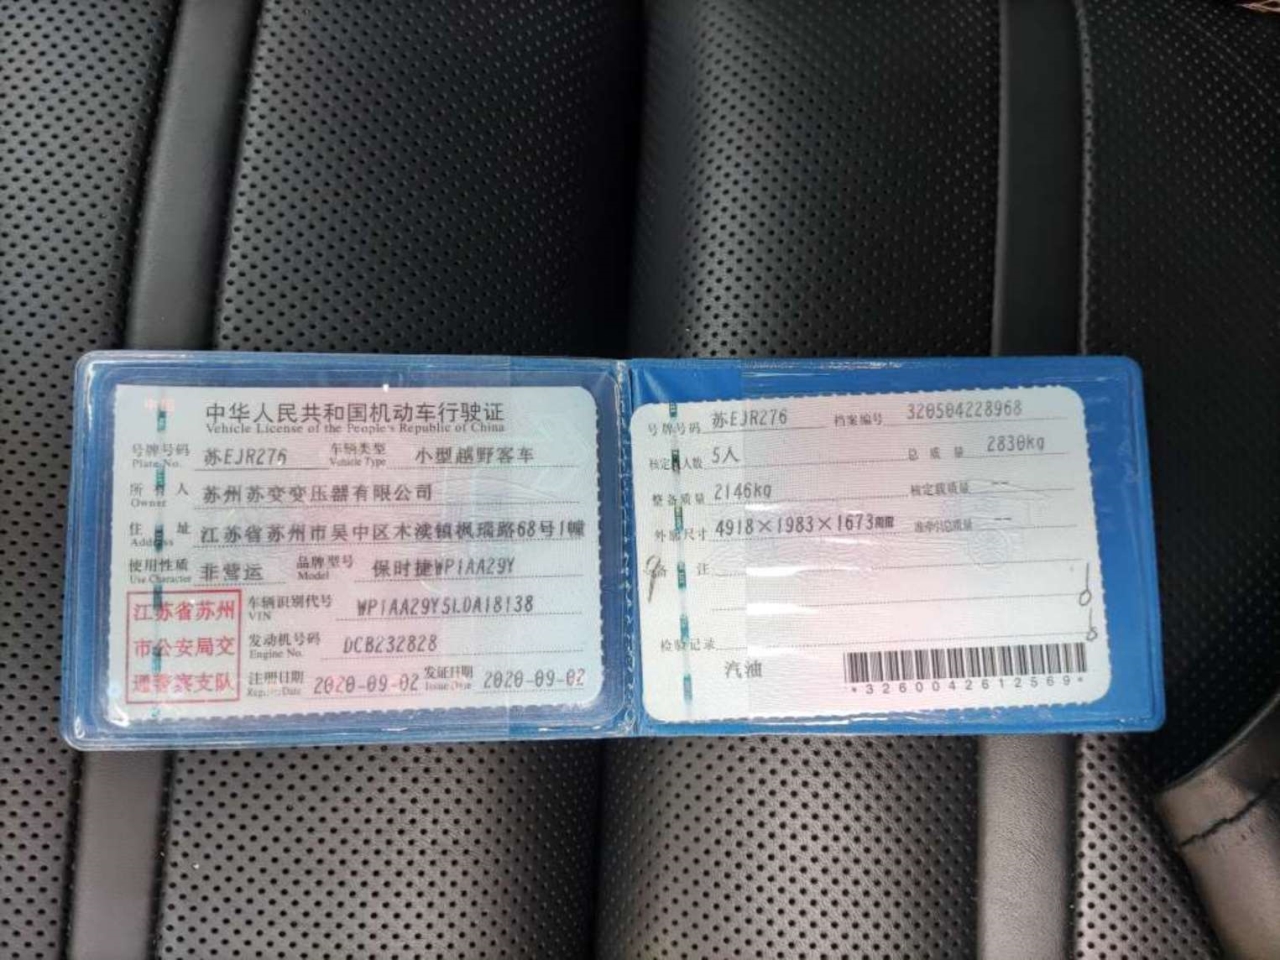 中华人民共和国机动车行驶证
Vehicle License of the People's Republic of China
号牌号码 苏EJR276 车辆类型 小型越野客车
Plate No. Vehicle Type
所有人 苏州苏变变压器有限公司
Owner
住址 江苏省苏州市吴中区木渎镇枫瑞路68号1幢
Address
使用性质 非营运 品牌型号 保时捷WP1AA29Y
Use Character Model
江苏省苏州
市公安局交
通警察支队
车辆识别代号 WP1AA29Y5LDA18138
VIN
发动机号码 DCB232828
Engine No.
注册日期 2020-09-02 发证日期 2020-09-02
Register Date Issue Date
号牌号码 苏EJR276 档案编号 320504228968
核定载人数 5人 总质量 2830kg
整备质量 2146kg 核定载质量 --
外廓尺寸 4918×1983×1673 准牵引总质量 --
备注
检验记录
汽油
*3260042612569*